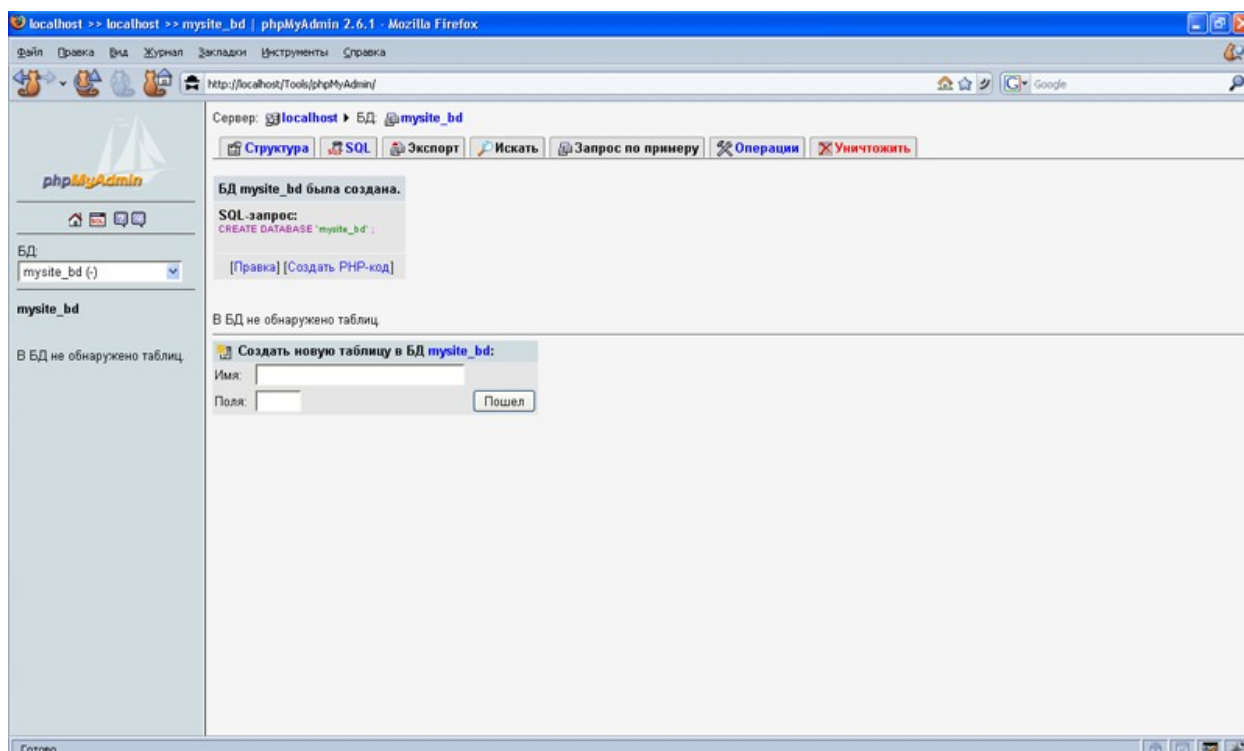 localhost >> localhost >> mysite_bd | phpMyAdmin 2.6.1 - Mozilla Firefox
Файл Правка Вид Журнал Закладки Инструменты Справка
http://localhost/Tools/phpMyAdmin/ Google
Сервер: localhost БД: mysite_bd
Структура SQL Экспорт Искать Запрос по примеру Операции Уничтожить
phpMyAdmin
БД:
mysite_bd (-)
mysite_bd
В БД не обнаружено таблиц.
БД mysite_bd была создана.
SQL-запрос:
CREATE DATABASE `mysite_bd` ;
[Правка] [Создать PHP-код]
В БД не обнаружено таблиц.
Создать новую таблицу в БД mysite_bd:
Имя:
Поля: Пошел
Готово